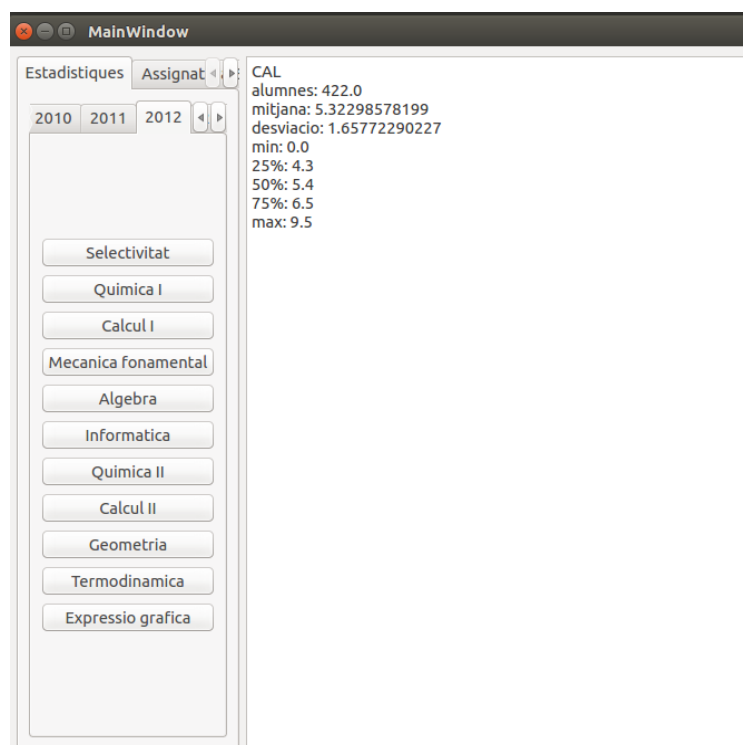 MainWindow
Estadistiques
Assignat
2010
2011
2012
Selectivitat
Quimica I
Calcul I
Mecanica fonamental
Algebra
Informatica
Quimica II
Calcul II
Geometria
Termodinamica
Expressio grafica
CAL
alumnes: 422.0
mitjana: 5.32298578199
desviacio: 1.65772290227
min: 0.0
25%: 4.3
50%: 5.4
75%: 6.5
max: 9.5